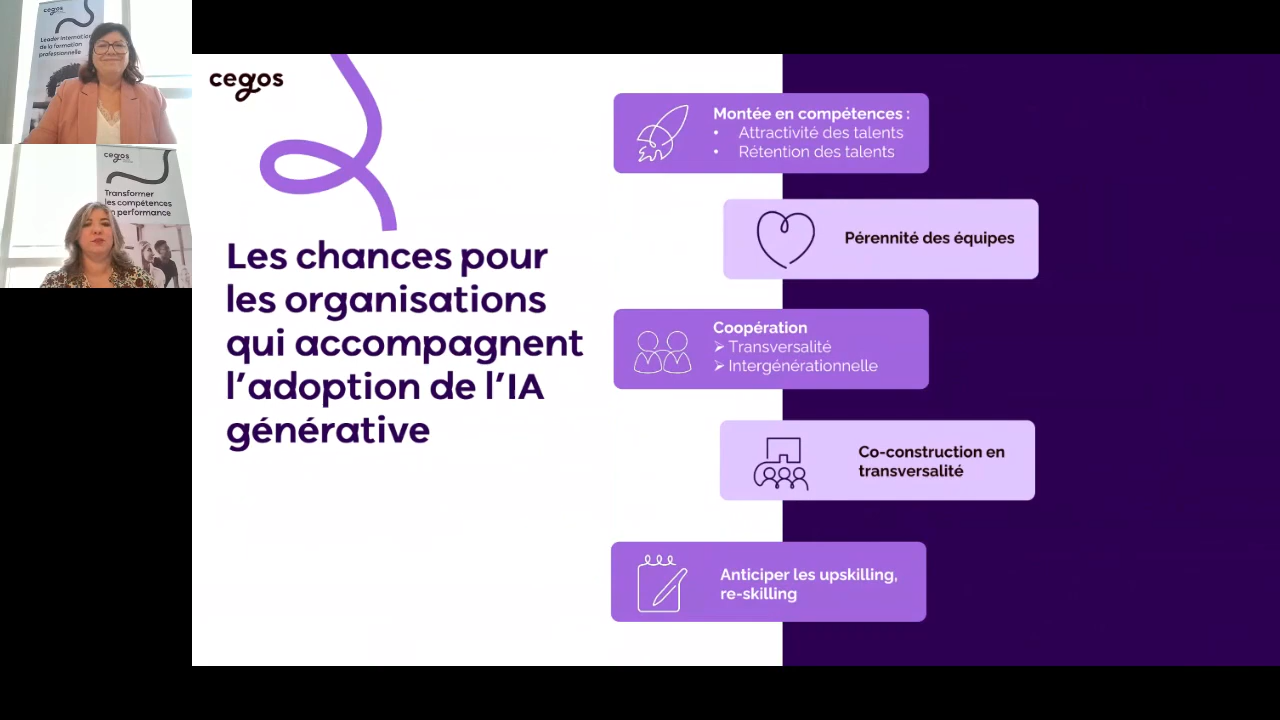 cegos
Leader internation
de la formation
professionnelle
cegos
Transformer
les compétences
en performance
cegos
Les chances pour
les organisations
qui accompagnent
l'adoption de l'IA
générative
Montée en compétences :
• Attractivité des talents
• Rétention des talents
Pérennité des équipes
Coopération
➢ Transversalité
➢ Intergénérationnelle
Co-construction en
transversalité
Anticiper les upskilling,
re-skilling